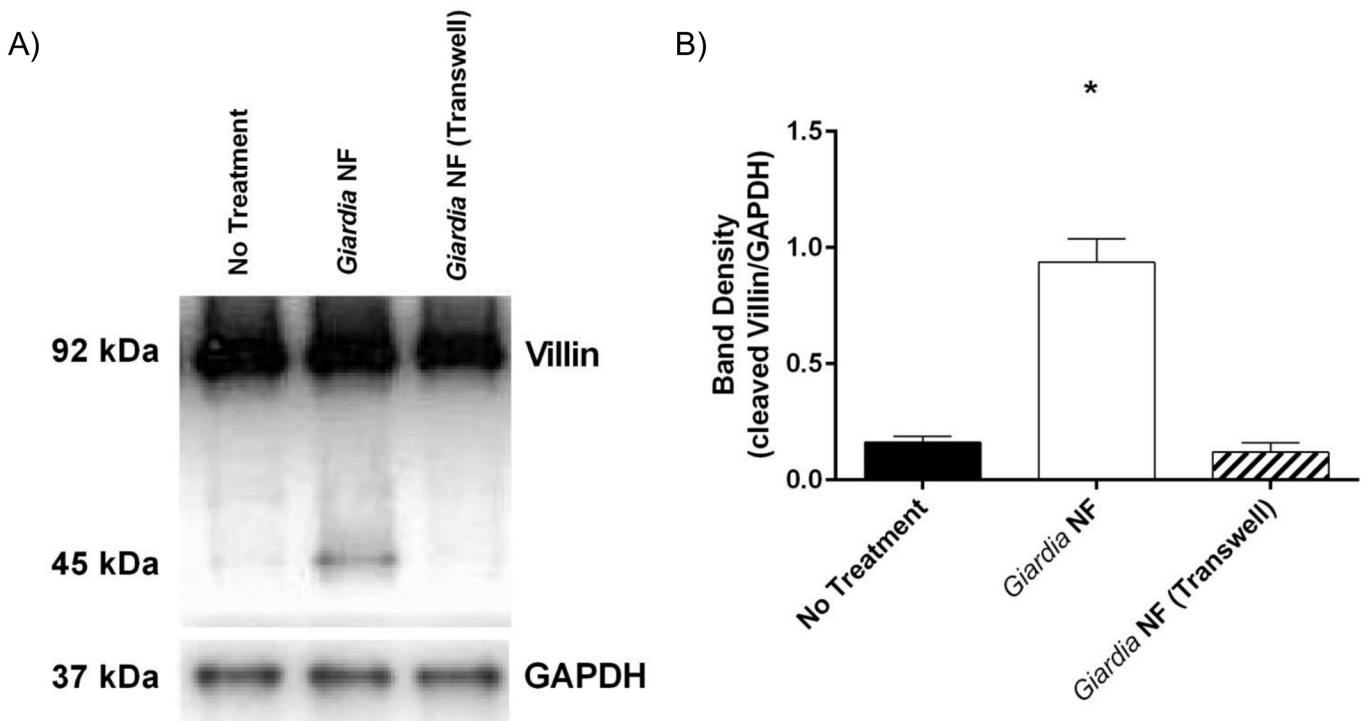 A)
No Treatment
Giardia NF
Giardia NF (Transwell)
92 kDa
Villin
45 kDa
37 kDa
GAPDH
B)
*
Band Density
(cleaved Villin/GAPDH)
1.5
1.0
0.5
0.0
No Treatment
Giardia NF
Giardia NF (Transwell)